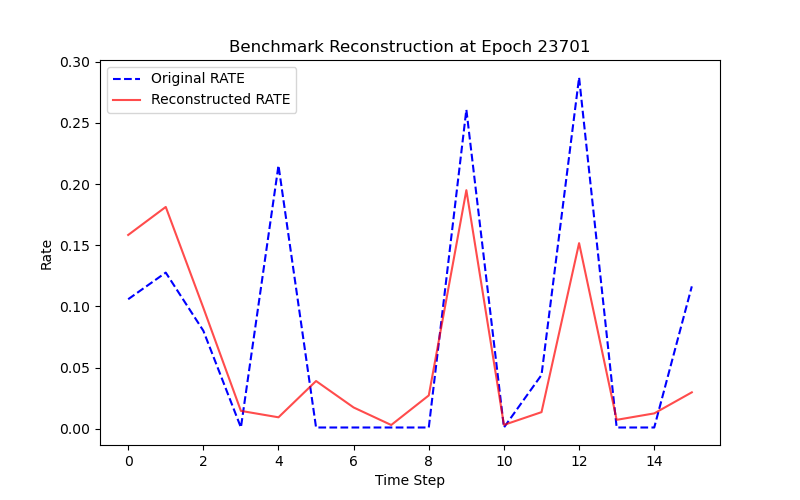 Benchmark Reconstruction at Epoch 23701
Original RATE
Reconstructed RATE
Rate
0.30
0.25
0.20
0.15
0.10
0.05
0.00
0 2 4 6 8 10 12 14
Time Step